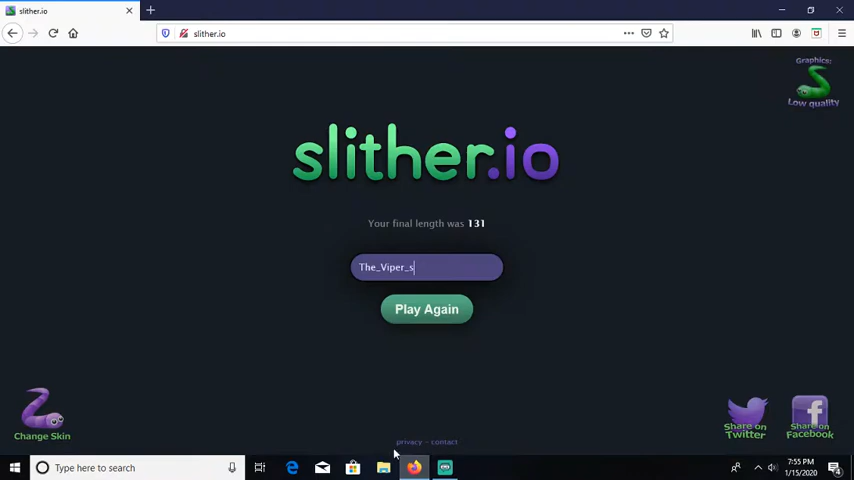 slither.io
slither.io
Graphics:
Low quality
slither.io
Your final length was 131
The_Viper_s
Play Again
Change Skin
Share on
Twitter
Share on
Facebook
privacy - contact
Type here to search
7:55 PM
1/15/2020
4